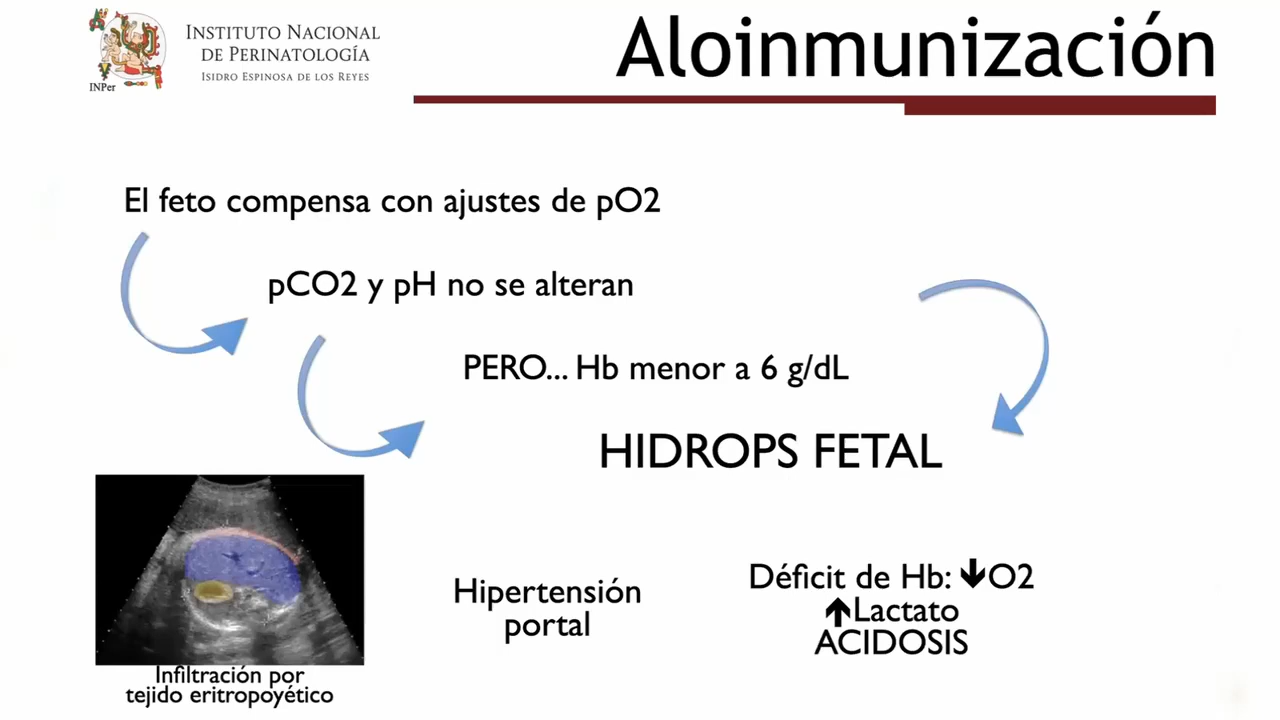 INSTITUTO NACIONAL
DE PERINATOLOGÍA
ISIDRO ESPINOSA DE LOS REYES
INPer
Aloinmunización
El feto compensa con ajustes de pO2
pCO2 y pH no se alteran
PERO... Hb menor a 6 g/dL
HIDROPS FETAL
Hipertensión
portal
Déficit de Hb: 🡇O2
🡅Lactato
ACIDOSIS
Infiltración por
tejido eritropoyético